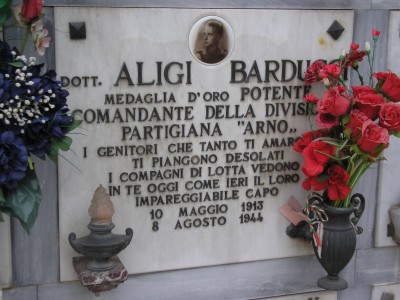 DOTT. ALIGI BARDU
MEDAGLIA D'ORO POTENTE
COMANDANTE DELLA DIVISI
PARTIGIANA "ARNO„
I GENITORI CHE TANTO TI AMAR
TI PIANGONO DESOLATI
I COMPAGNI DI LOTTA VEDONO
IN TE OGGI COME IERI IL LORO
IMPAREGGIABILE CAPO
10 MAGGIO 1913
8 AGOSTO 1944